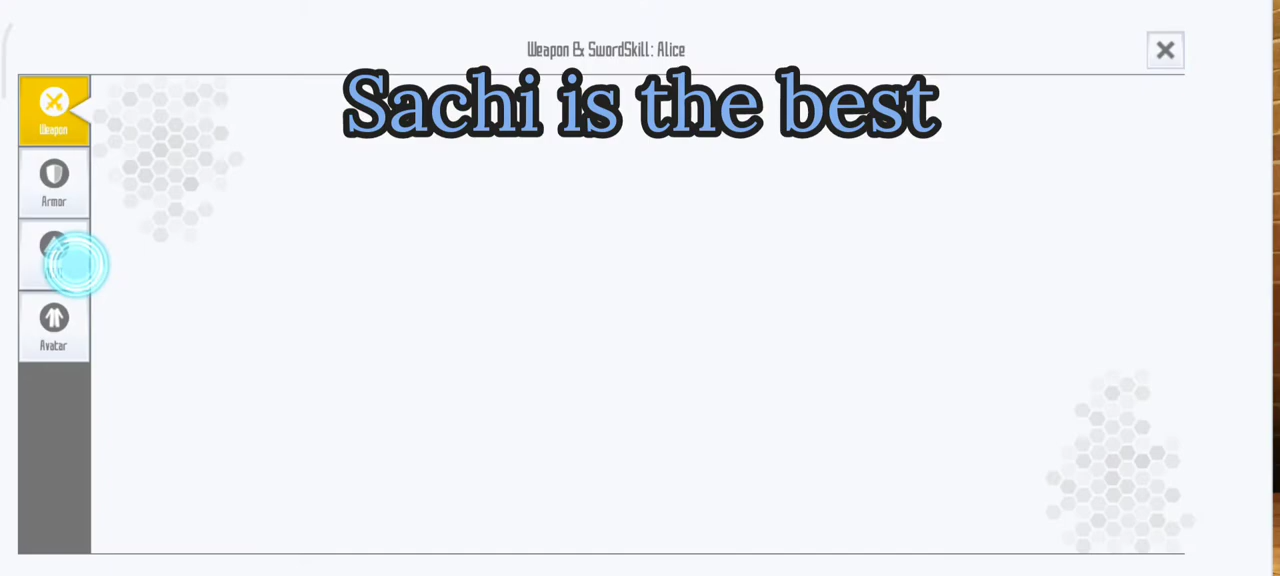 Weapon & SwordSkill: Alice
Sachi is the best
Weapon
Armor
Avatar